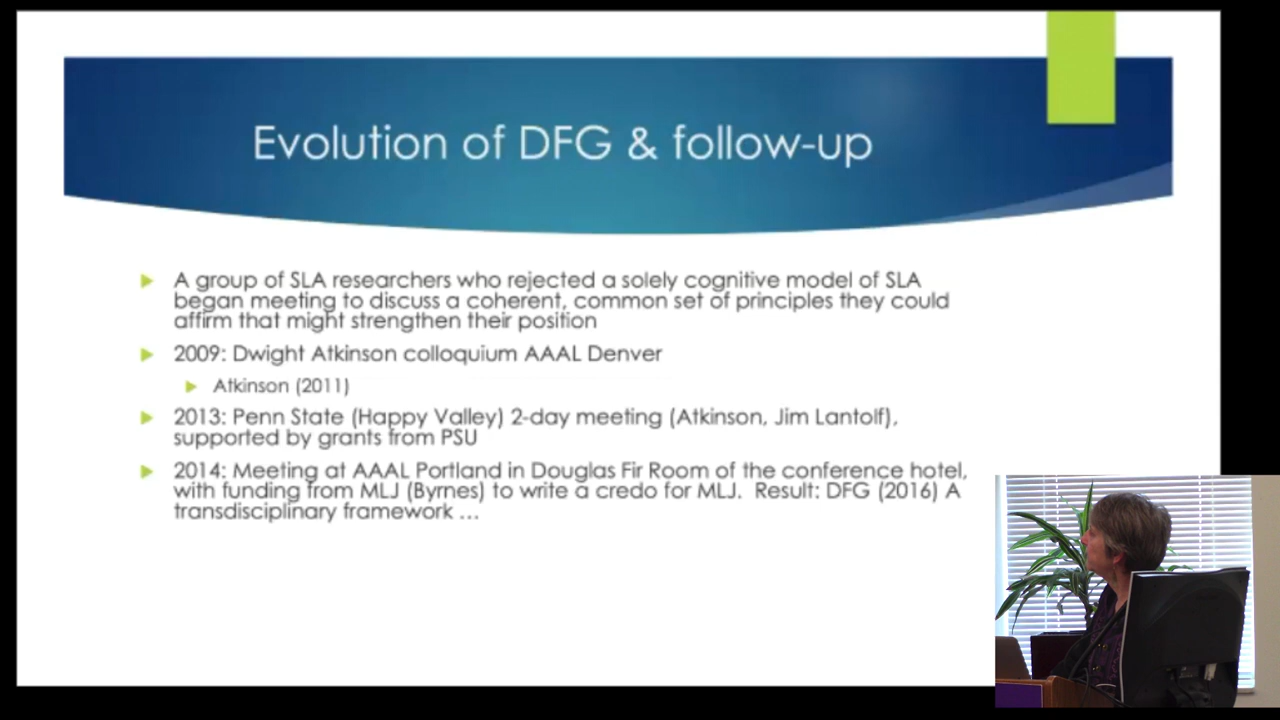 Evolution of DFG & follow-up
A group of SLA researchers who rejected a solely cognitive model of SLA
began meeting to discuss a coherent, common set of principles they could
affirm that might strengthen their position
2009: Dwight Atkinson colloquium AAAL Denver
Atkinson (2011)
2013: Penn State (Happy Valley) 2-day meeting (Atkinson, Jim Lantolf),
supported by grants from PSU
2014: Meeting at AAAL Portland in Douglas Fir Room of the conference hotel,
with funding from MLJ (Byrnes) to write a credo for MLJ.  Result: DFG (2016) A
transdisciplinary framework …